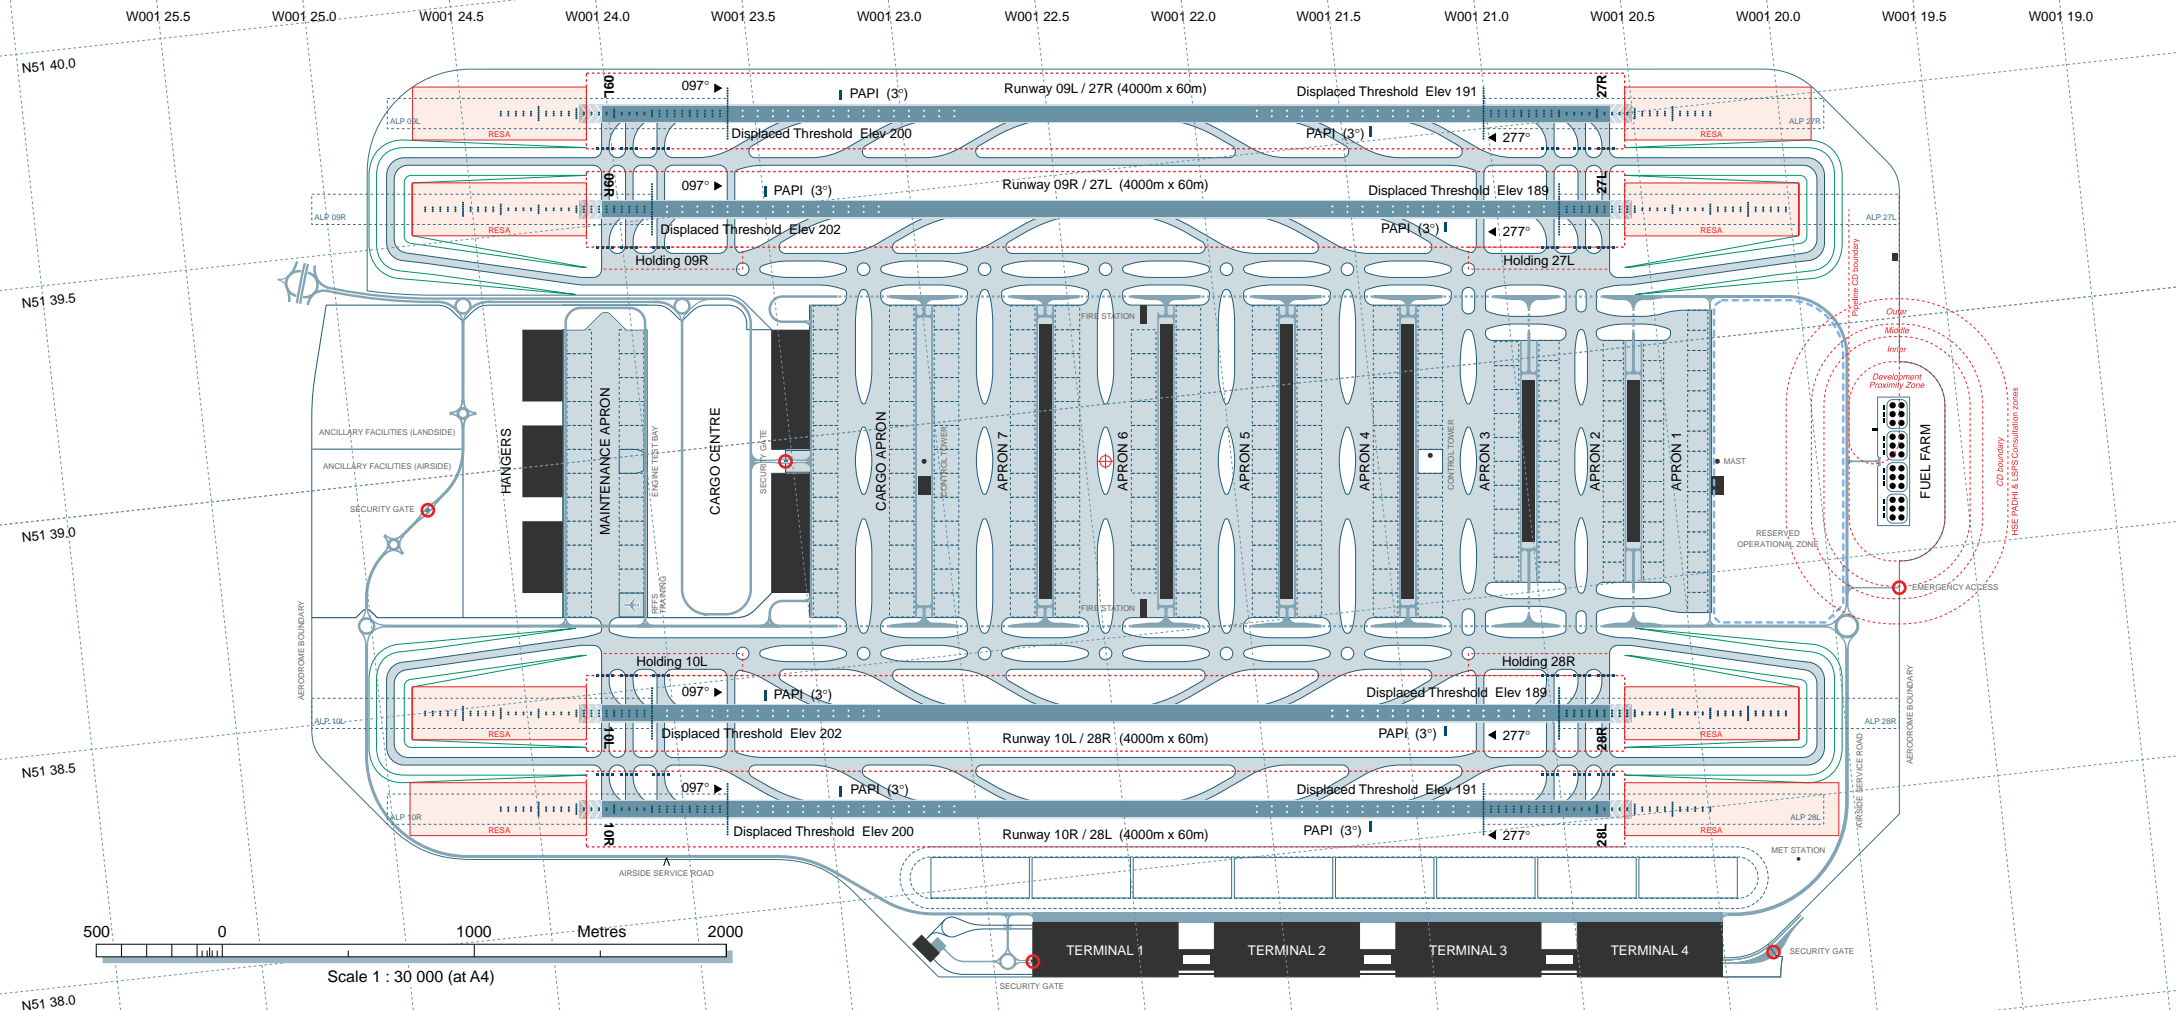 W001 25.5
W001 25.0
W001 24.5
W001 24.0
W001 23.5
W001 23.0
W001 22.5
W001 22.0
W001 21.5
W001 21.0
W001 20.5
W001 20.0
W001 19.5
W001 19.0
N51 40.0
N51 39.5
N51 39.0
N51 38.5
N51 38.0
09L
097°
PAPI (3°)
Runway 09L / 27R (4000m x 60m)
Displaced Threshold Elev 191
27R
ALP 09L
RESA
Displaced Threshold Elev 200
PAPI (3°)
277°
ALP 27R
RESA
09R
097°
PAPI (3°)
Runway 09R / 27L (4000m x 60m)
Displaced Threshold Elev 189
27L
ALP 09R
RESA
Displaced Threshold Elev 202
PAPI (3°)
277°
ALP 27L
RESA
Holding 09R
Holding 27L
Pipeline CD boundary
FIRE STATION
Outer
Middle
Inner
Development
Proximity Zone
ANCILLARY FACILITIES (LANDSIDE)
ANCILLARY FACILITIES (AIRSIDE)
SECURITY GATE
HANGERS
MAINTENANCE APRON
ENGINE TEST BAY
RFFS
TRAINING
CARGO CENTRE
SECURITY GATE
CARGO APRON
CONTROL TOWER
APRON 7
APRON 6
APRON 5
APRON 4
CONTROL TOWER
APRON 3
APRON 2
APRON 1
MAST
RESERVED
OPERATIONAL ZONE
FUEL FARM
CD boundary
HSE PADHI & LSPS Consultation zones
EMERGENCY ACCESS
FIRE STATION
AERODROME BOUNDARY
AERODROME BOUNDARY
AIRSIDE SERVICE ROAD
Holding 10L
Holding 28R
097°
PAPI (3°)
Displaced Threshold Elev 189
ALP 10L
RESA
10L
Displaced Threshold Elev 202
Runway 10L / 28R (4000m x 60m)
PAPI (3°)
277°
28R
RESA
ALP 28R
097°
PAPI (3°)
Displaced Threshold Elev 191
ALP 10R
RESA
10R
Displaced Threshold Elev 200
Runway 10R / 28L (4000m x 60m)
PAPI (3°)
277°
28L
RESA
ALP 28L
MET STATION
AIRSIDE SERVICE ROAD
500
0
1000
Metres
2000
Scale 1 : 30 000 (at A4)
TERMINAL 1
TERMINAL 2
TERMINAL 3
TERMINAL 4
SECURITY GATE
SECURITY GATE